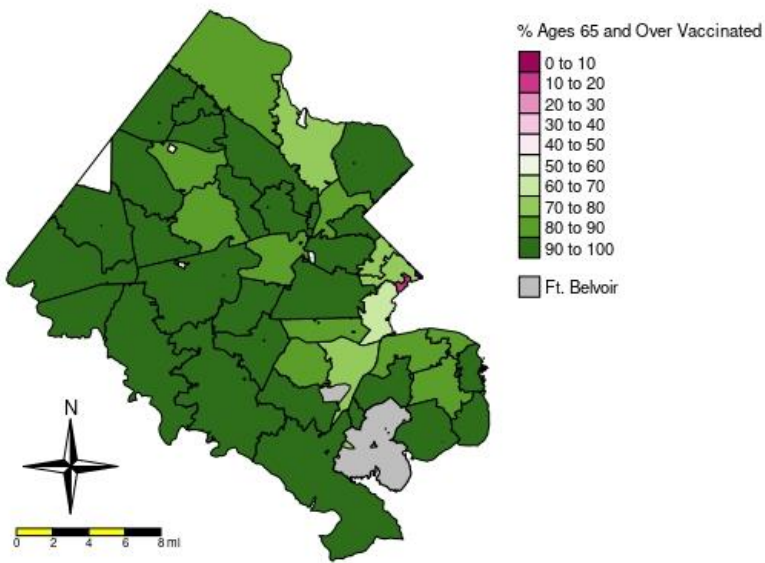 % Ages 65 and Over Vaccinated
0 to 10
10 to 20
20 to 30
30 to 40
40 to 50
50 to 60
60 to 70
70 to 80
80 to 90
90 to 100
Ft. Belvoir
N
0 2 4 6 8 mi